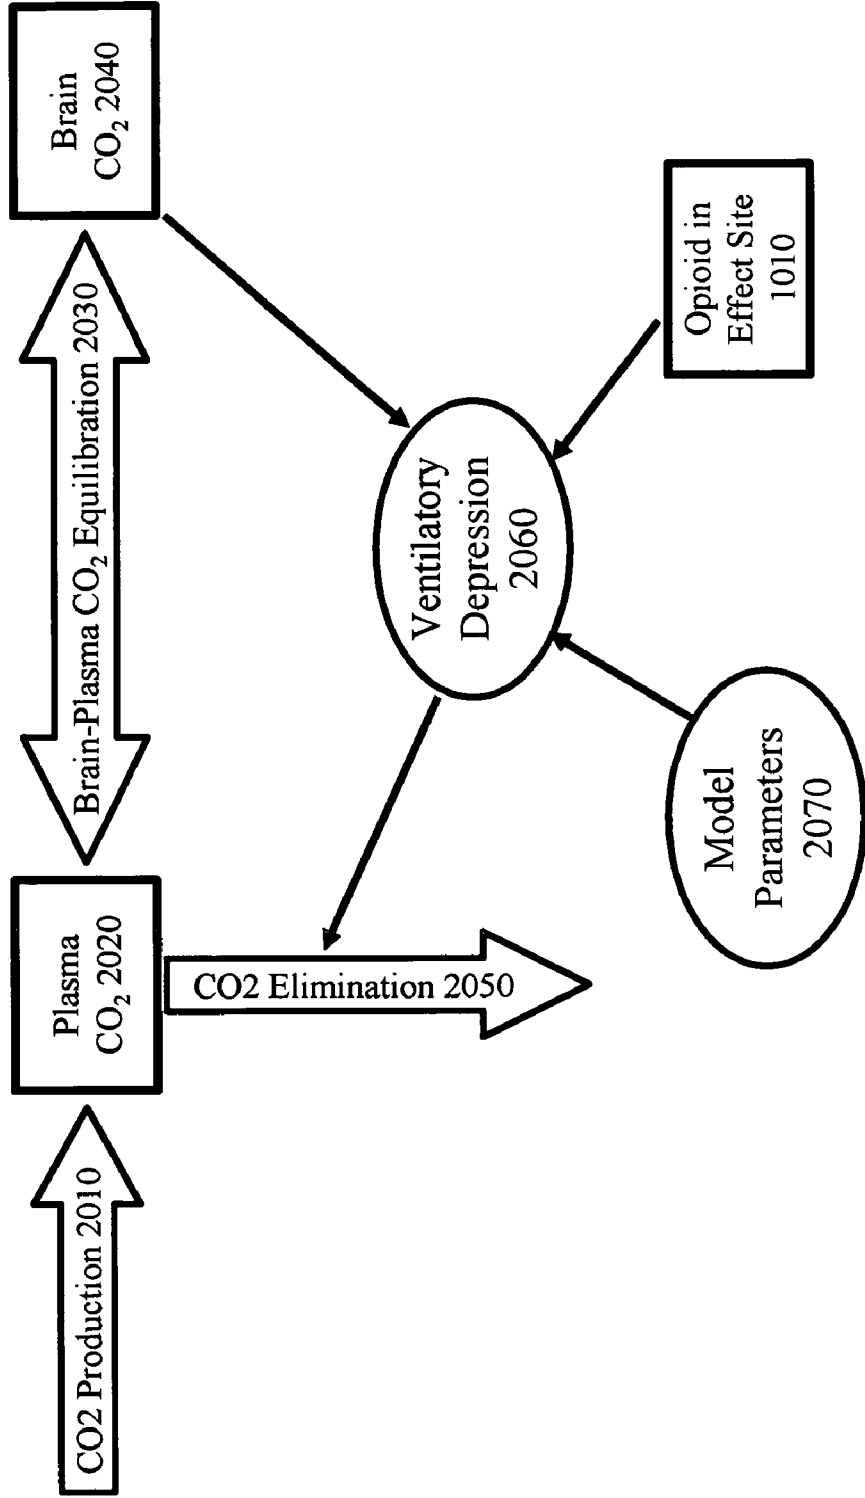 CO2 Production 2010
Plasma
CO₂ 2020
Brain-Plasma CO₂ Equilibration 2030
Brain
CO₂ 2040
CO2 Elimination 2050
Ventilatory
Depression
2060
Model
Parameters
2070
Opioid in
Effect Site
1010